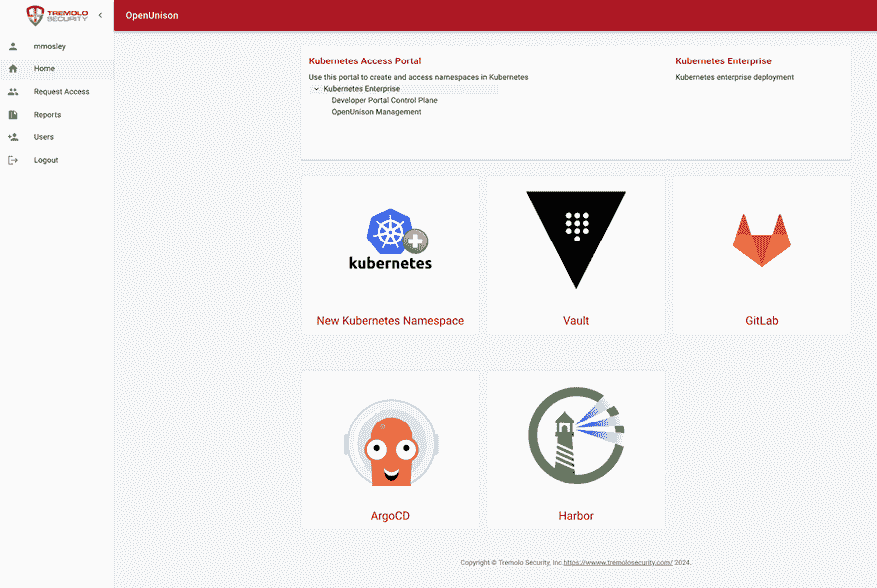 TREMOLO
SECURITY
OpenUnison
mmosley
Home
Request Access
Reports
Users
Logout
Kubernetes Access Portal
Use this portal to create and access namespaces in Kubernetes
Kubernetes Enterprise
Developer Portal Control Plane
OpenUnison Management
Kubernetes Enterprise
Kubernetes enterprise deployment
kubernetes
New Kubernetes Namespace
Vault
GitLab
ArgoCD
Harbor
Copyright © Tremolo Security, Inc.https://wwww.tremolosecurity.com/ 2024.